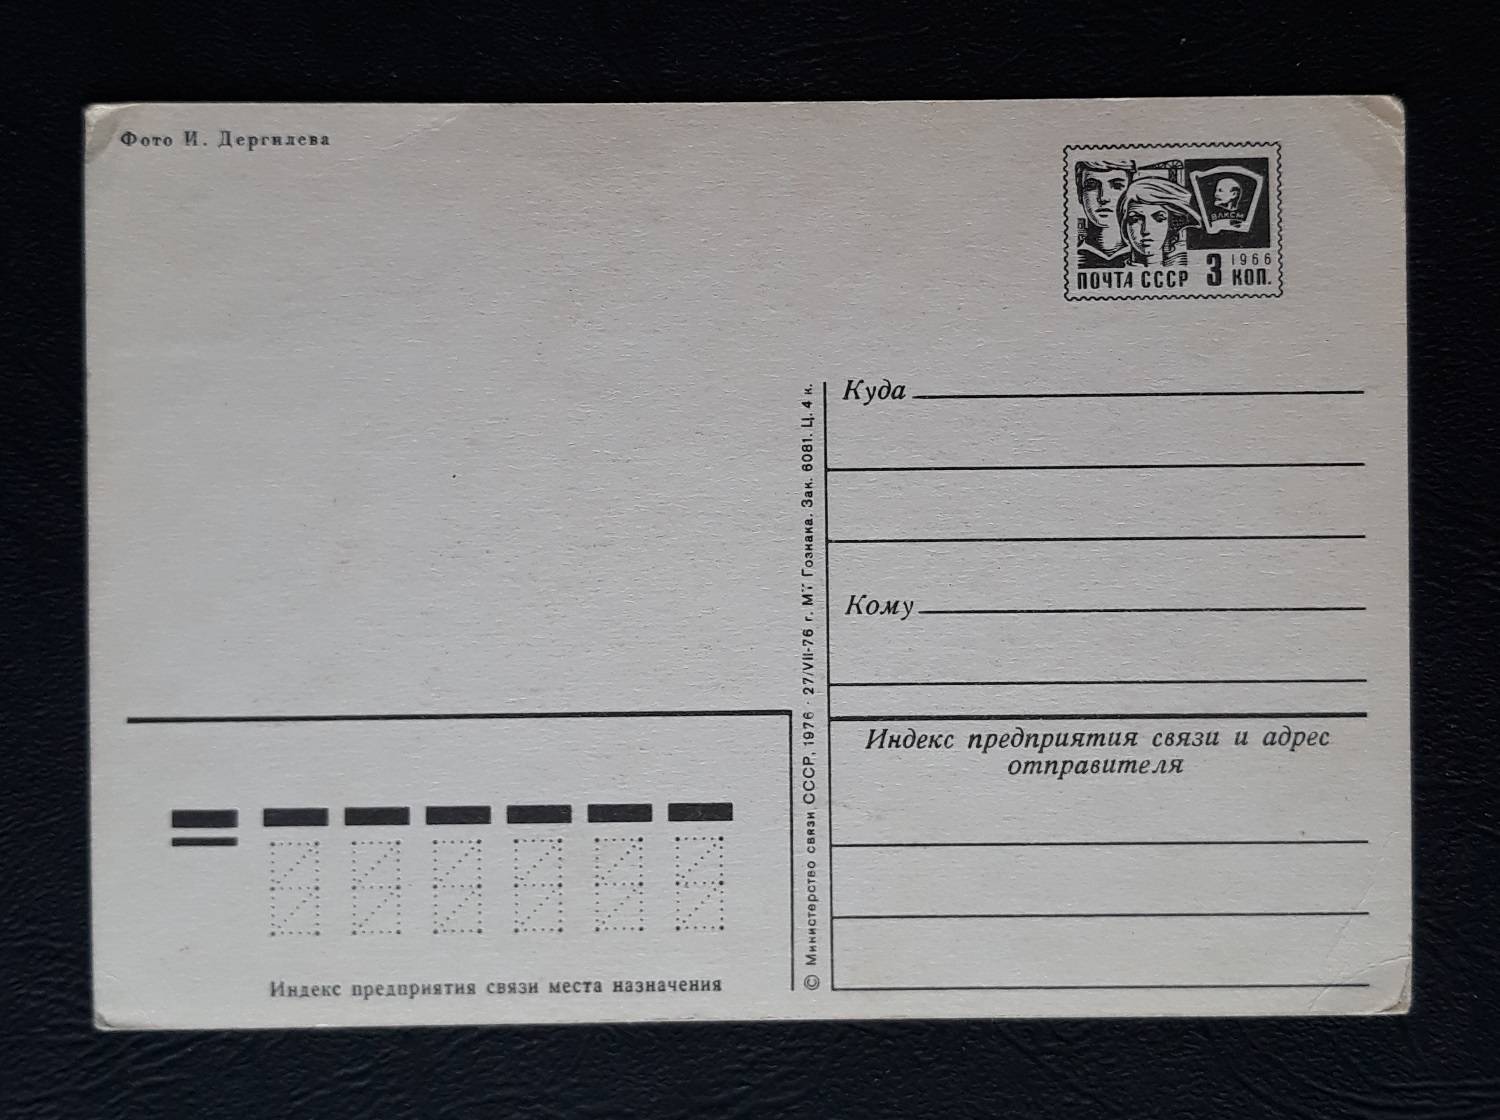 Фото И. Дергилева
ВЛКСМ
1966
ПОЧТА СССР 3 КОП.
Куда
Кому
Индекс предприятия связи и адрес
отправителя
© Министерство связи СССР, 1976 · 27/VII-76 г. МТ Гознака. Зак. 6081. Ц. 4 к.
Индекс предприятия связи места назначения